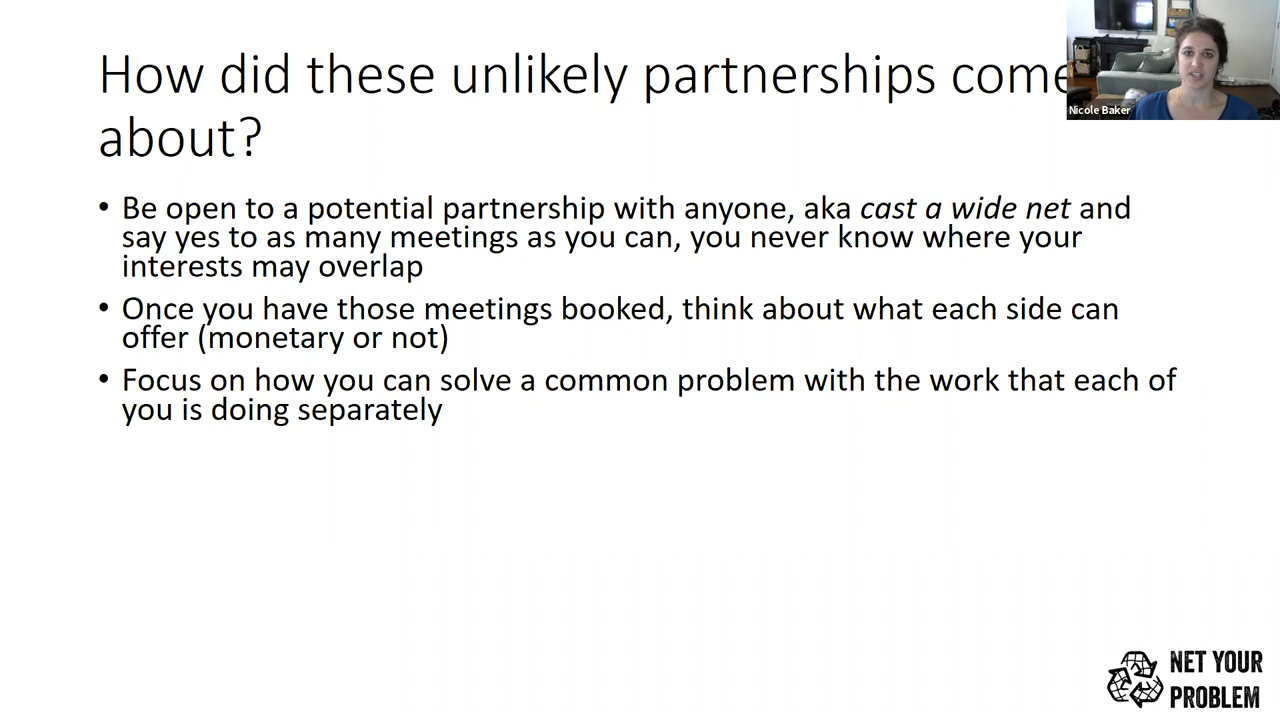 How did these unlikely partnerships come
about?
Nicole Baker
• Be open to a potential partnership with anyone, aka cast a wide net and
say yes to as many meetings as you can, you never know where your
interests may overlap
• Once you have those meetings booked, think about what each side can
offer (monetary or not)
• Focus on how you can solve a common problem with the work that each of
you is doing separately
NET YOUR
PROBLEM